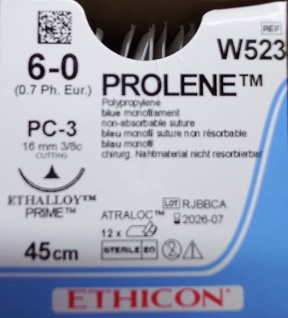 REF
W523
6-0
(0.7 Ph. Eur.)
PROLENE™
Polypropylene
blue monofilament
non-absorbable suture
bleu monofil suture non résorbable
blau monofil
chirurg. Nahtmaterial nicht resorbierbar
PC-3
16 mm 3/8c
CUTTING
ETHALLOY™
PRIME™
ATRALOC™
LOT RJBBCA
2026-07
12 x
STERILE EO
45cm
ETHICON